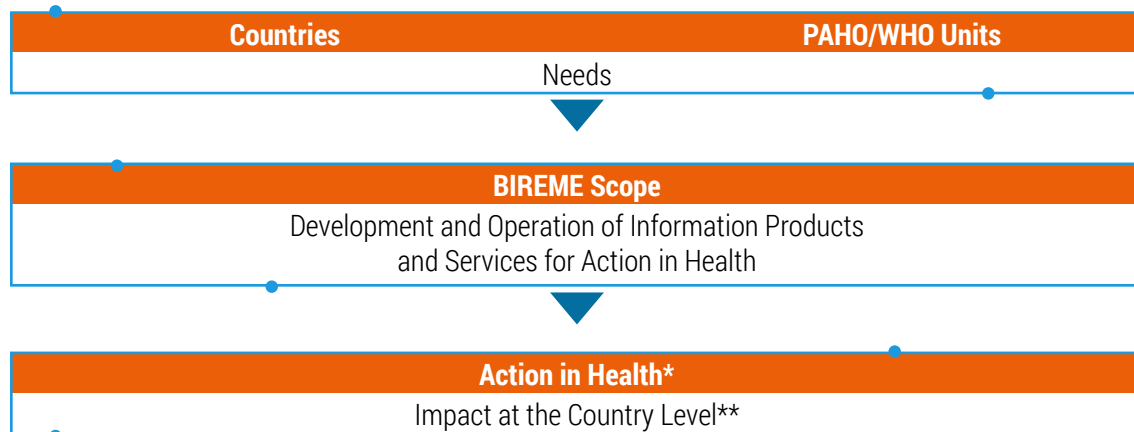 Countries PAHO/WHO Units
Needs
BIREME Scope
Development and Operation of Information Products
and Services for Action in Health
Action in Health*
Impact at the Country Level**